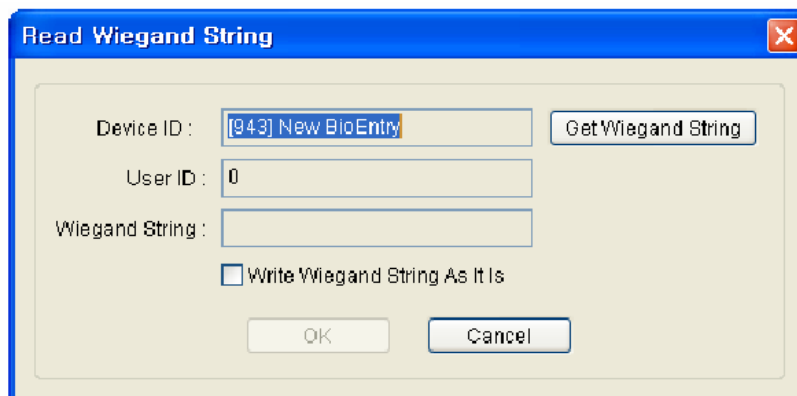 Read Wiegand String
Device ID : [943] New BioEntry Get Wiegand String
User ID : 0
Wiegand String :
Write Wiegand String As It Is
OK Cancel